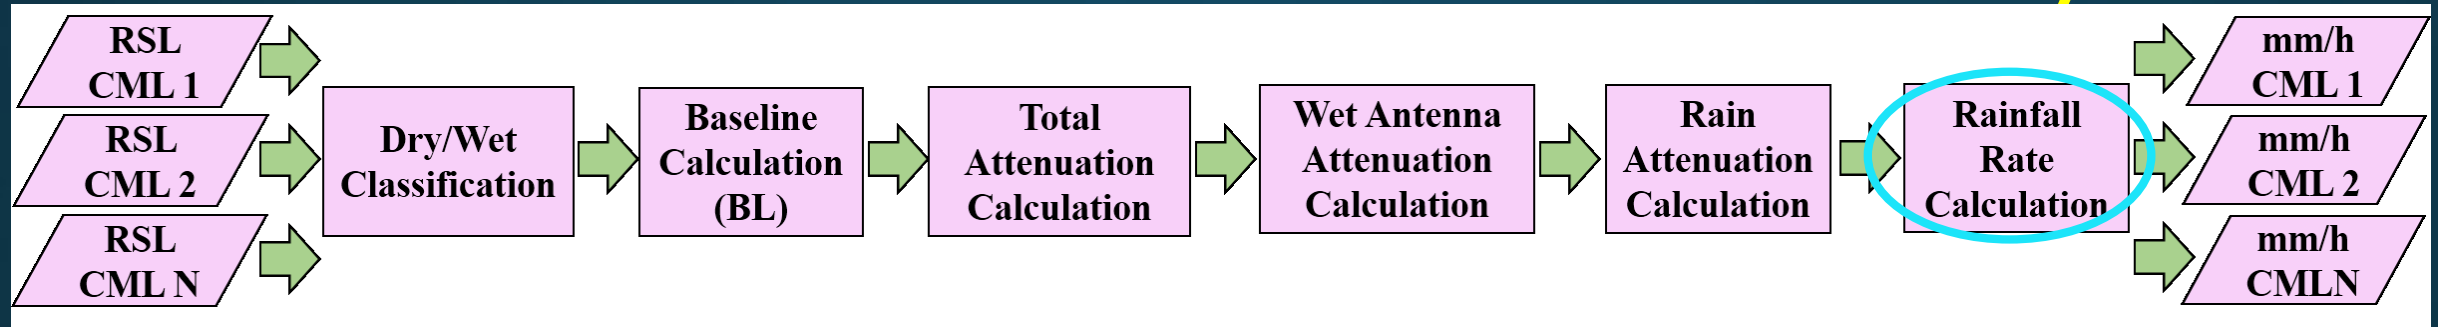 RSL
CML 1
RSL
CML 2
RSL
CML N
Dry/Wet
Classification
Baseline
Calculation
(BL)
Total
Attenuation
Calculation
Wet Antenna
Attenuation
Calculation
Rain
Attenuation
Calculation
Rainfall
Rate
Calculation
mm/h
CML 1
mm/h
CML 2
mm/h
CMLN